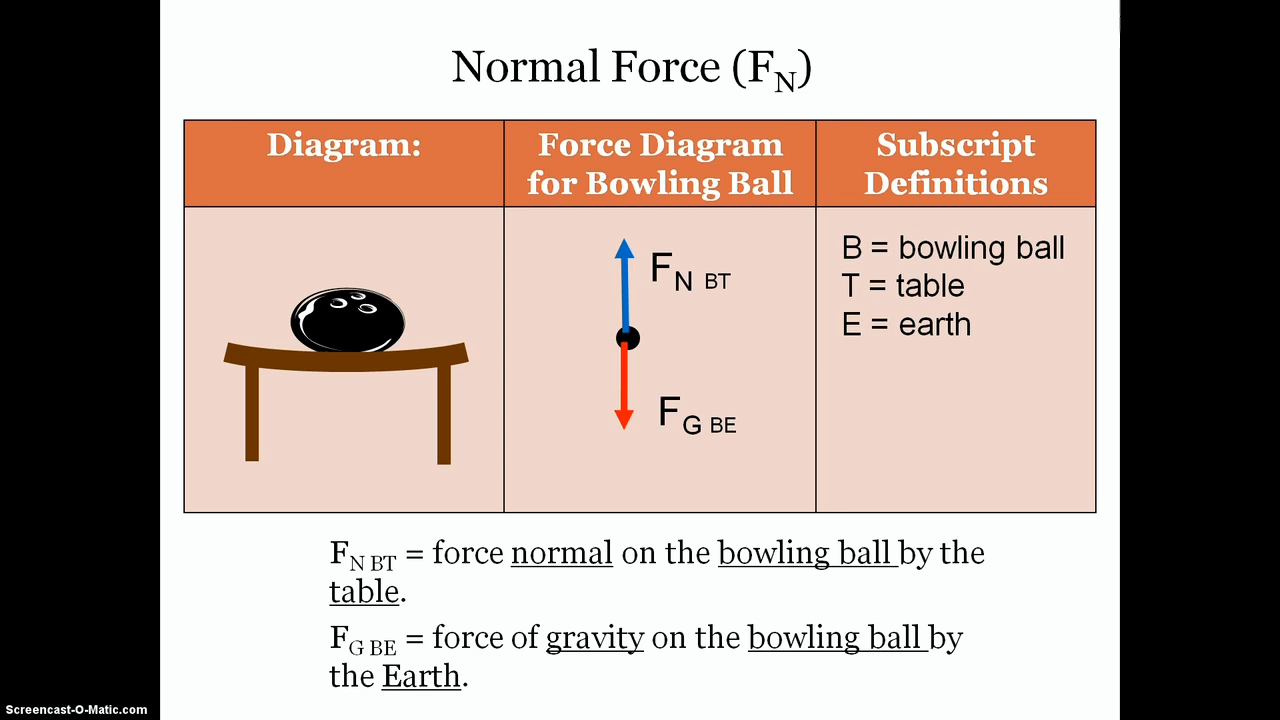 Normal Force (FN)
Diagram:
Force Diagram
for Bowling Ball
Subscript
Definitions
FN BT
FG BE
B = bowling ball
T = table
E = earth
FN BT = force normal on the bowling ball by the
table.
FG BE = force of gravity on the bowling ball by
the Earth.
Screencast-O-Matic.com